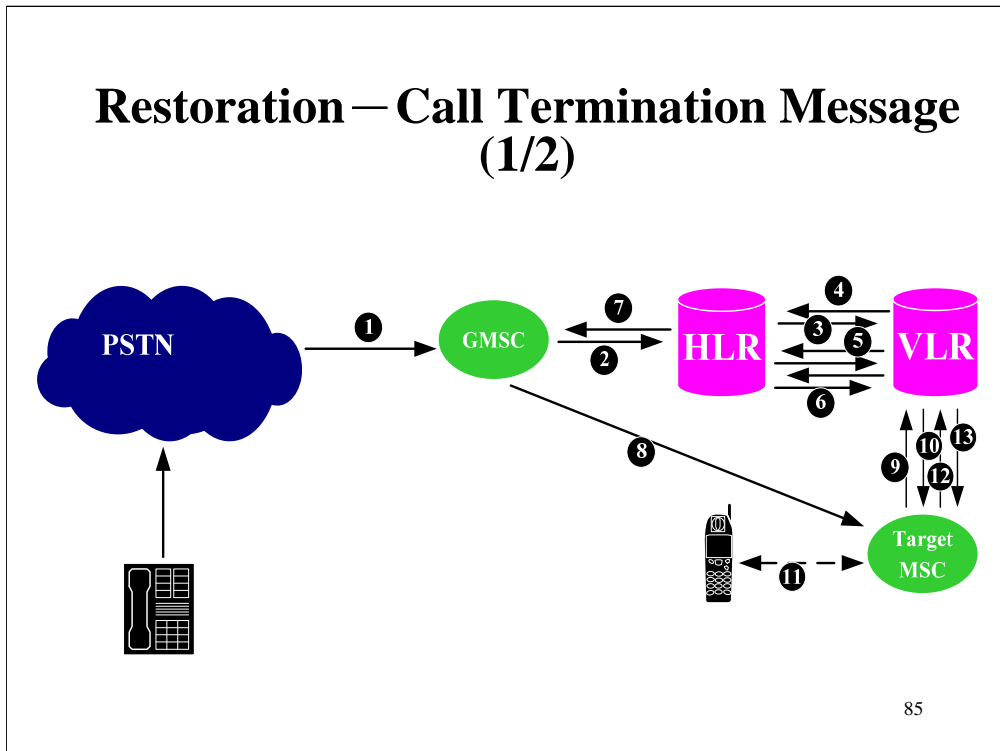 Restoration－Call Termination Message
(1/2)
PSTN
1
GMSC
7
2
HLR
4
3
5
6
VLR
8
9
10
12
13
11
Target
MSC
85